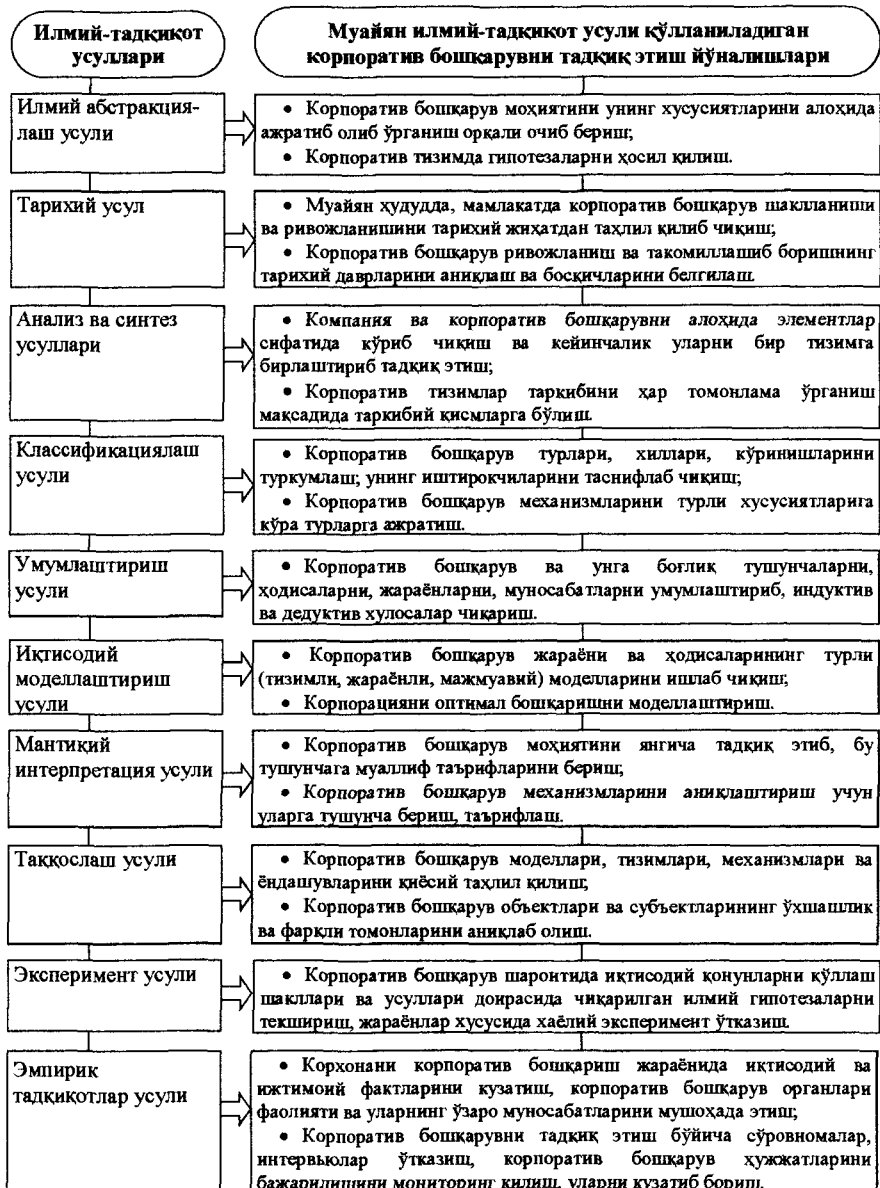 Илмий-тадқиқот
усуллари
Муайян илмий-тадқиқот усули қўлланиладиган
корпоратив бошқарувни тадқиқ этиш йўналишлари
Илмий абстракция-
лаш усули
• Корпоратив бошқарув моҳиятини унинг хусусиятларини алоҳида
ажратиб олиб ўрганиш орқали очиб бериш;
• Корпоратив тизимда гипотезаларни ҳосил қилиш.
Тарихий усул
• Муайян ҳудудда, мамлакатда корпоратив бошқарув шаклланиши
ва ривожланишини тарихий жиҳатдан таҳлил қилиб чиқиш;
• Корпоратив бошқарув ривожланиш ва такомиллашиб боришнинг
тарихий даврларини аниқлаш ва босқичларини белгилаш.
Анализ ва синтез
усуллари
• Компания ва корпоратив бошқарувни алоҳида элементлар
сифатида кўриб чиқиш ва кейинчалик уларни бир тизимга
бирлаштириб тадқиқ этиш;
• Корпоратив тизимлар таркибини ҳар томонлама ўрганиш
мақсадида таркибий қисмларга бўлиш.
Классификациялаш
усули
• Корпоратив бошқарув турлари, хиллари, кўринишларини
туркумлаш; унинг иштирокчиларини таснифлаб чиқиш;
• Корпоратив бошқарув механизмларини турли хусусиятларига
кўра турларга ажратиш.
Умумлаштириш
усули
• Корпоратив бошқарув ва унга боғлиқ тушунчаларни,
ҳодисаларни, жараёнларни, муносабатларни умумлаштириб, индуктив
ва дедуктив хулосалар чиқариш.
Иқтисодий
моделлаштириш
усули
• Корпоратив бошқарув жараёни ва ҳодисаларининг турли
(тизимли, жараёнли, мажмуавий) моделларини ишлаб чиқиш;
• Корпорацияни оптимал бошқаришни моделлаштириш.
Мантиқий
интерпретация усули
• Корпоратив бошқарув моҳиятини янгича тадқиқ этиб, бу
тушунчага муаллиф таърифларини бериш;
• Корпоратив бошқарув механизмларини аниқлаштириш учун
уларга тушунча бериш, таърифлаш.
Таққослаш усули
• Корпоратив бошқарув моделлари, тизимлари, механизмлари ва
ёндашувларини қиёсий таҳлил қилиш;
• Корпоратив бошқарув объектлари ва субъектларининг ўхшашлик
ва фарқли томонларини аниқлаб олиш.
Эксперимент усули
• Корпоратив бошқарув шароитида иқтисодий қонунларни қўллаш
шакллари ва усуллари доирасида чиқарилган илмий гипотезаларни
текшириш, жараёнлар хусусида хаёлий эксперимент ўтказиш.
Эмпирик
тадқиқотлар усули
• Корхонани корпоратив бошқариш жараёнида иқтисодий ва
ижтимоий фактларини кузатиш, корпоратив бошқарув органлари
фаолияти ва уларнинг ўзаро муносабатларини мушоҳада этиш;
• Корпоратив бошқарувни тадқиқ этиш бўйича сўровномалар,
интервьюлар ўтказиш, корпоратив бошқарув ҳужжатларини
бажарилишини мониторинг қилиш, уларни кузатиб бориш.